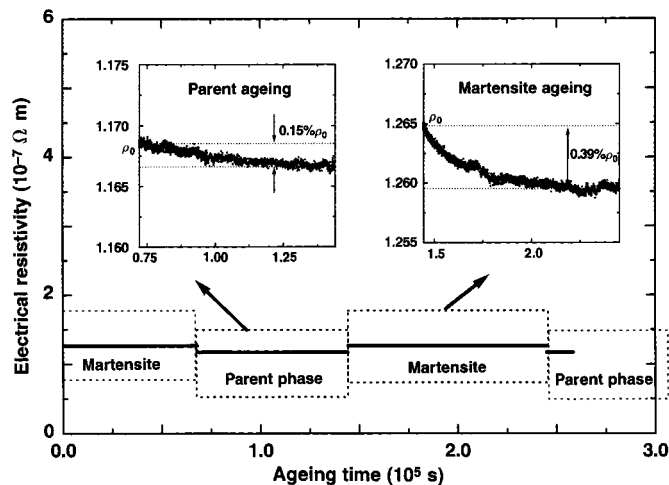 Electrical resistivity (10⁻⁷ Ω m)
6
5
4
3
2
1
0
1.175
1.170
1.165
1.160
Parent ageing
ρ₀
0.15%ρ₀
0.75
1.00
1.25
1.270
1.265
1.260
1.255
Martensite ageing
ρ₀
0.39%ρ₀
1.5
2.0
Martensite
Parent phase
Martensite
Parent phase
0.0
1.0
2.0
3.0
Ageing time (10⁵ s)